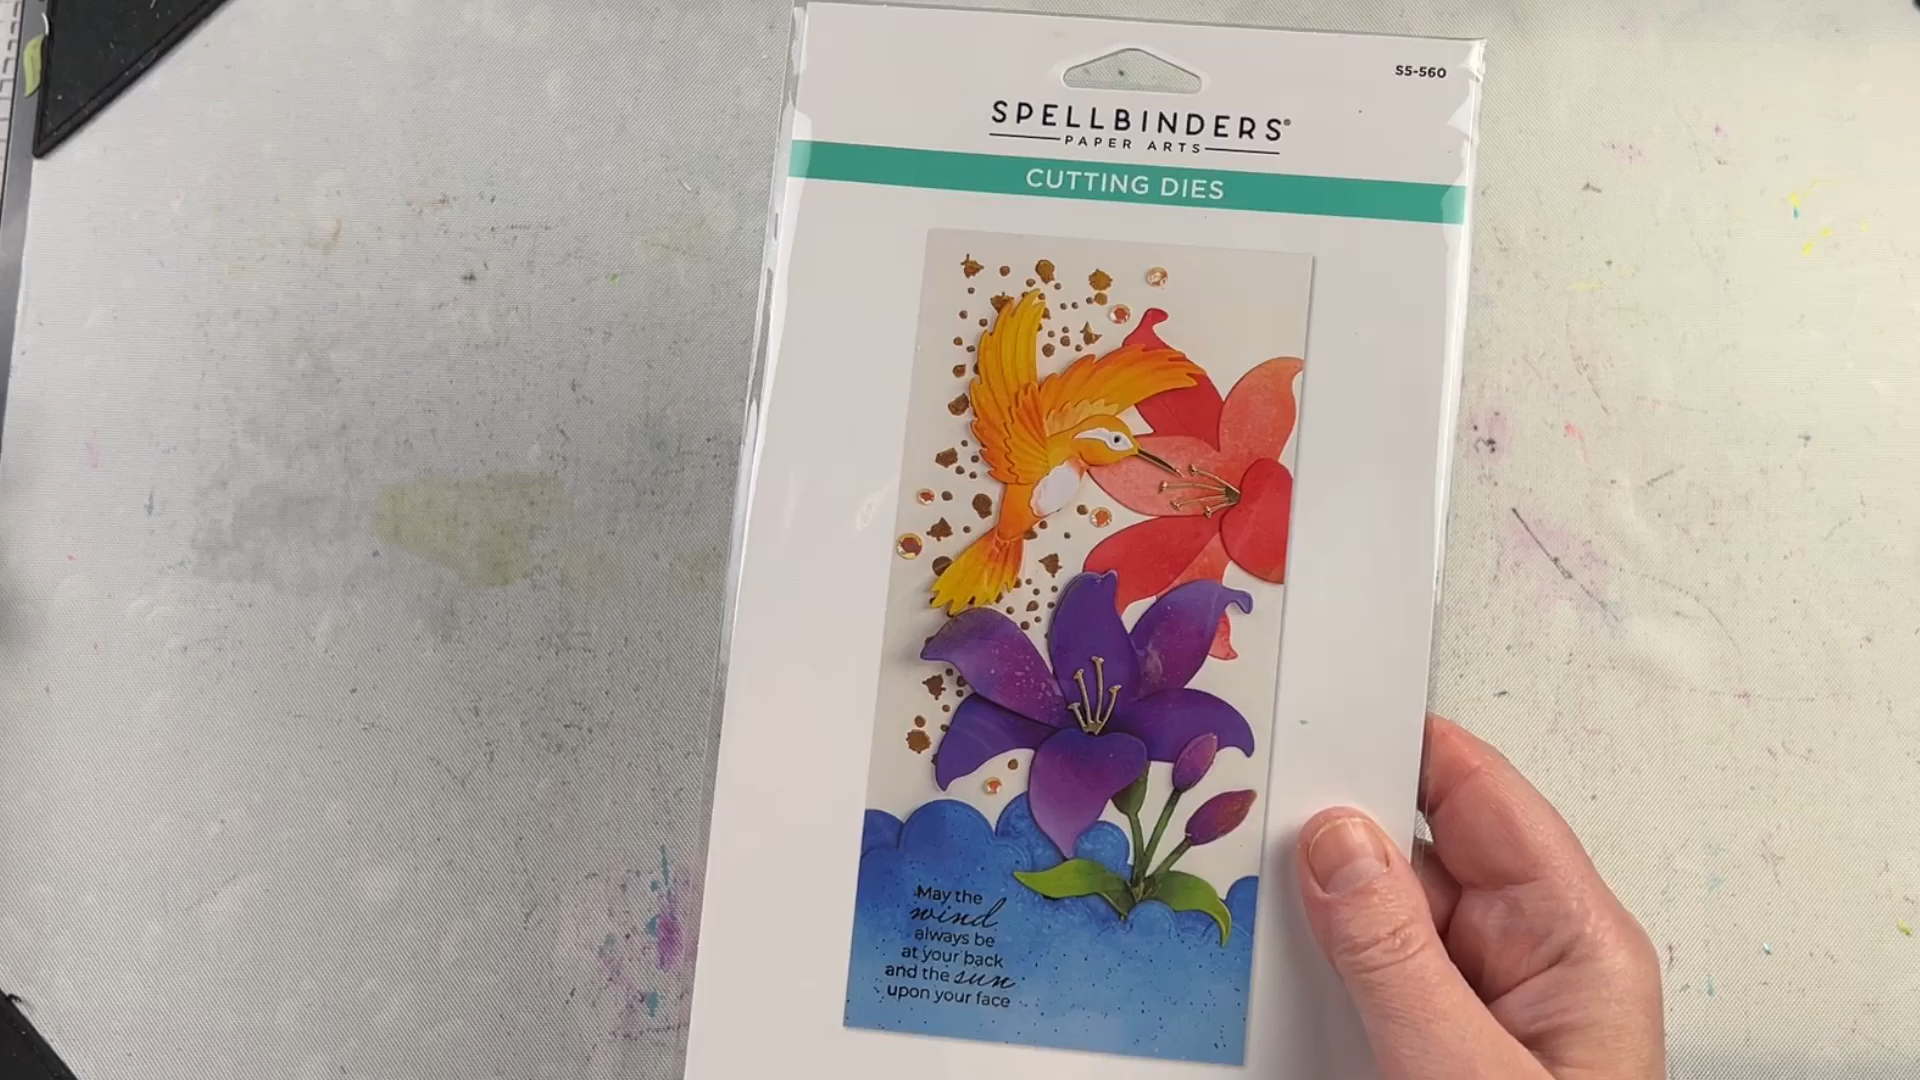 S5-560
SPELLBINDERS®
PAPER ARTS
CUTTING DIES
May the
wind
always be
at your back
and the sun
upon your face